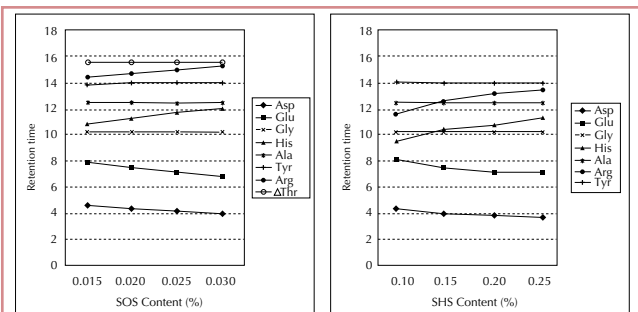 18
16
14
12
10
8
6
4
2
0
Retention time
0.015 0.020 0.025 0.030
SOS Content (%)
Asp
Glu
Gly
His
Ala
Tyr
Arg
ΔThr
18
16
14
12
10
8
6
4
2
0
Retention time
0.10 0.15 0.20 0.25
SHS Content (%)
Asp
Glu
Gly
His
Ala
Arg
Tyr